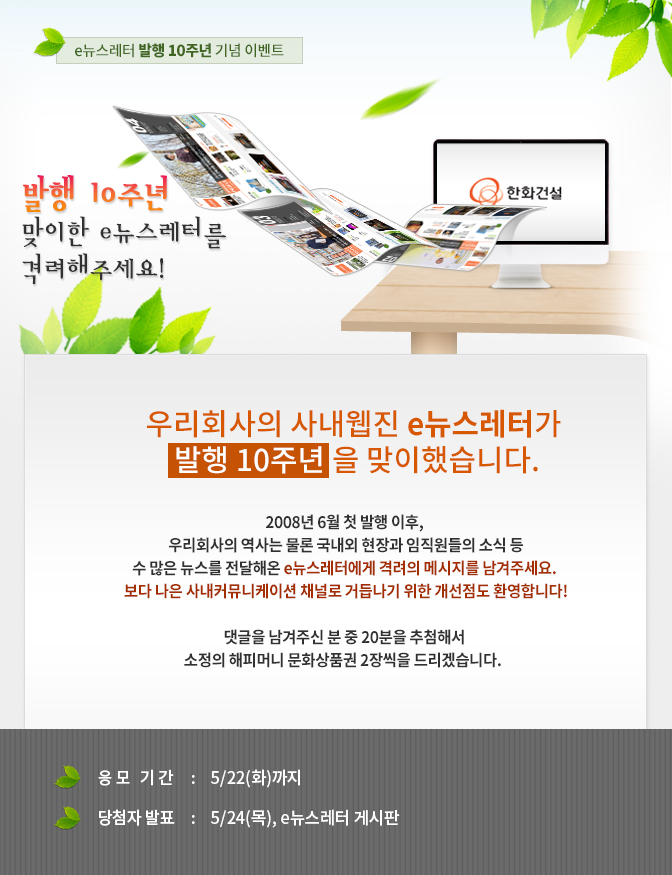 e뉴스레터 발행 10주년 기념 이벤트
한화건설
발행 10주년
맞이한 e뉴스레터를
격려해주세요!
우리회사의 사내웹진 e뉴스레터가
발행 10주년을 맞이했습니다.
2008년 6월 첫 발행 이후,
우리회사의 역사는 물론 국내외 현장과 임직원들의 소식 등
수 많은 뉴스를 전달해온 e뉴스레터에게 격려의 메시지를 남겨주세요.
보다 나은 사내커뮤니케이션 채널로 거듭나기 위한 개선점도 환영합니다!
댓글을 남겨주신 분 중 20분을 추첨해서
소정의 해피머니 문화상품권 2장씩을 드리겠습니다.
응모 기간 : 5/22(화)까지
당첨자 발표 : 5/24(목), e뉴스레터 게시판